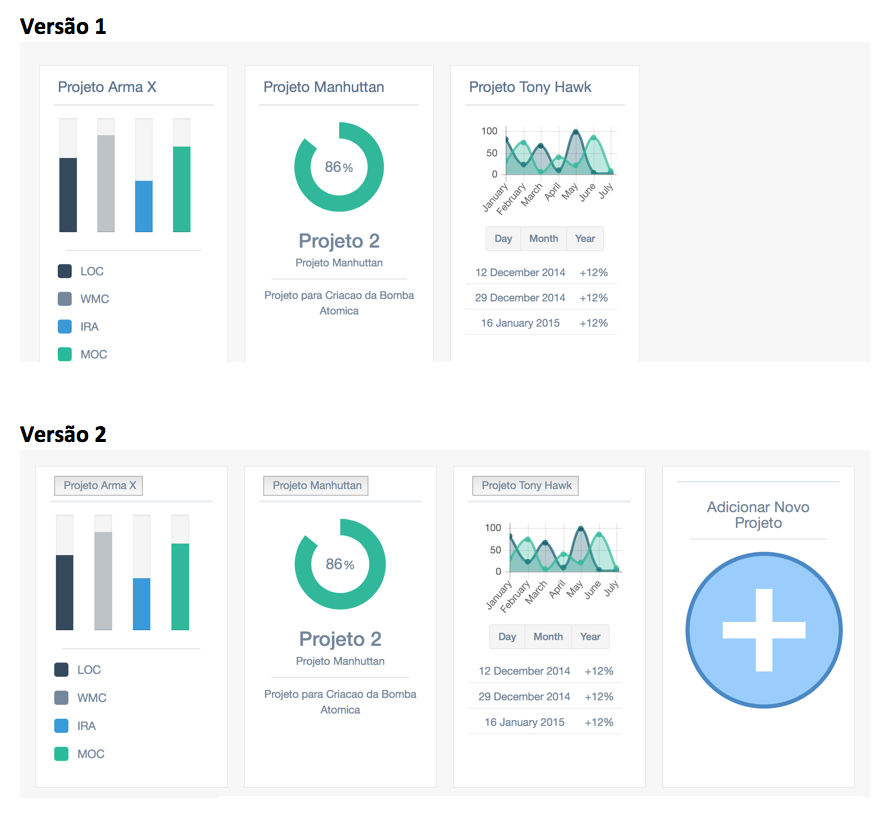 Versão 1
Projeto Arma X
LOC
WMC
IRA
MOC
Projeto Manhuttan
86%
Projeto 2
Projeto Manhuttan
Projeto para Criacao da Bomba
Atomica
Projeto Tony Hawk
100
50
0
January
February
March
April
May
June
July
Day Month Year
12 December 2014 +12%
29 December 2014 +12%
16 January 2015 +12%
Versão 2
Projeto Arma X
LOC
WMC
IRA
MOC
Projeto Manhuttan
86%
Projeto 2
Projeto Manhuttan
Projeto para Criacao da Bomba
Atomica
Projeto Tony Hawk
100
50
0
January
February
March
April
May
June
July
Day Month Year
12 December 2014 +12%
29 December 2014 +12%
16 January 2015 +12%
Adicionar Novo
Projeto